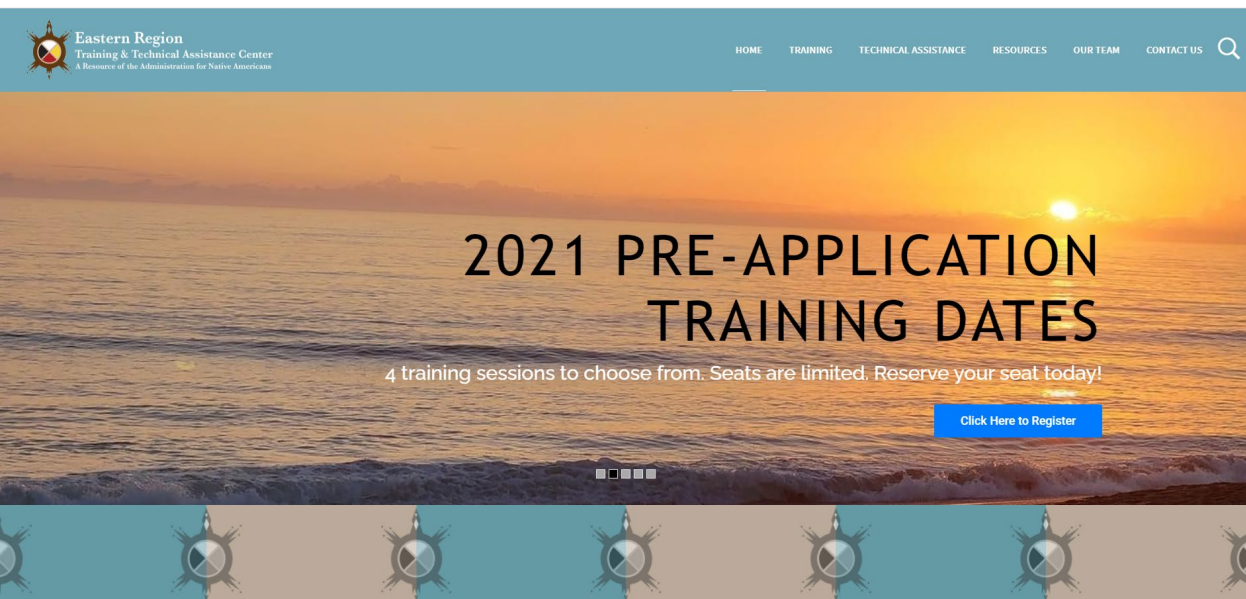 Eastern Region
Training & Technical Assistance Center
A Resource of the Administration for Native Americans
HOME TRAINING TECHNICAL ASSISTANCE RESOURCES OUR TEAM CONTACT US
2021 PRE-APPLICATION
TRAINING DATES
4 training sessions to choose from. Seats are limited. Reserve your seat today!
Click Here to Register